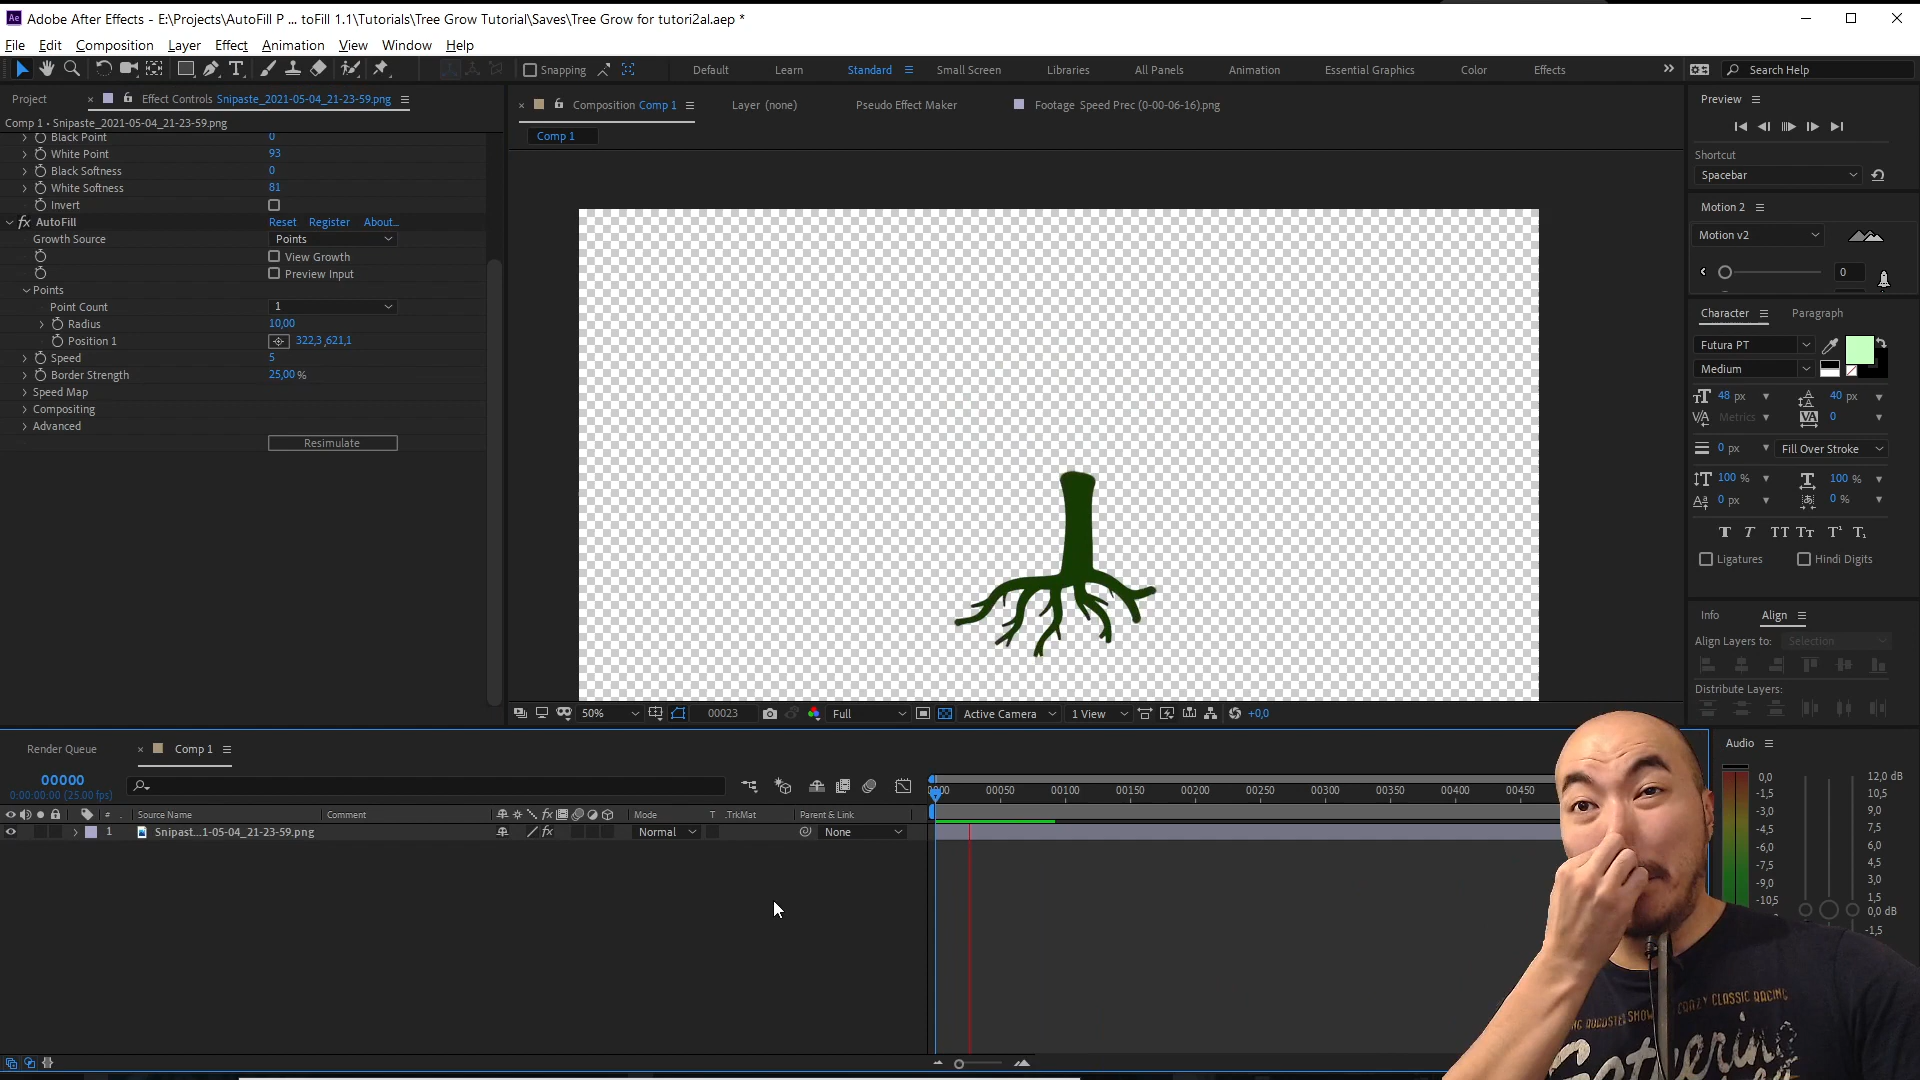 Ae Adobe After Effects - E:\Projects\AutoFill P ... toFill 1.1\Tutorials\Tree Grow Tutorial\Saves\Tree Grow for tutori2al.aep *
File Edit Composition Layer Effect Animation View Window Help
Snapping Default Learn Standard Small Screen Libraries All Panels Animation Essential Graphics Color Effects Search Help
Project Effect Controls Snipaste_2021-05-04_21-23-59.png
Composition Comp 1 Layer (none) Pseudo Effect Maker Footage Speed Prec (0-00-06-16).png
Preview
Comp 1 • Snipaste_2021-05-04_21-23-59.png
Comp 1
Black Point 0
White Point 93
Black Softness 0
White Softness 81
Invert
fx AutoFill Reset Register About...
Growth Source Points
View Growth
Preview Input
Points
Point Count 1
Radius 10,00
Position 1 322,3 ,621,1
Speed 5
Border Strength 25,00 %
Speed Map
Compositing
Advanced
Resimulate
Shortcut
Spacebar
Motion 2
Motion v2
0
Character Paragraph
Futura PT
Medium
48 px 40 px
Metrics 0
0 px Fill Over Stroke
100 % 100 %
0 px 0 %
Ligatures Hindi Digits
Info Align
Align Layers to: Selection
Distribute Layers:
50% 00023 Full Active Camera 1 View +0,0
Render Queue Comp 1
00000
0:00:00:00 (25.00 fps)
0000 00050 00100 00150 00200 00250 00300 00350 00400 00450
# Source Name Comment Mode T .TrkMat Parent & Link
1 Snipast...1-05-04_21-23-59.png fx Normal None
Audio
0,0
-1,5
-3,0
-4,5
-6,0
-7,5
-9,0
-10,5
12,0 dB
10,5
9,0
7,5
6,0
4,5
3,0
1,5
0,0 dB
-1,5
CRAZY CLASSIC RACING
Gathering